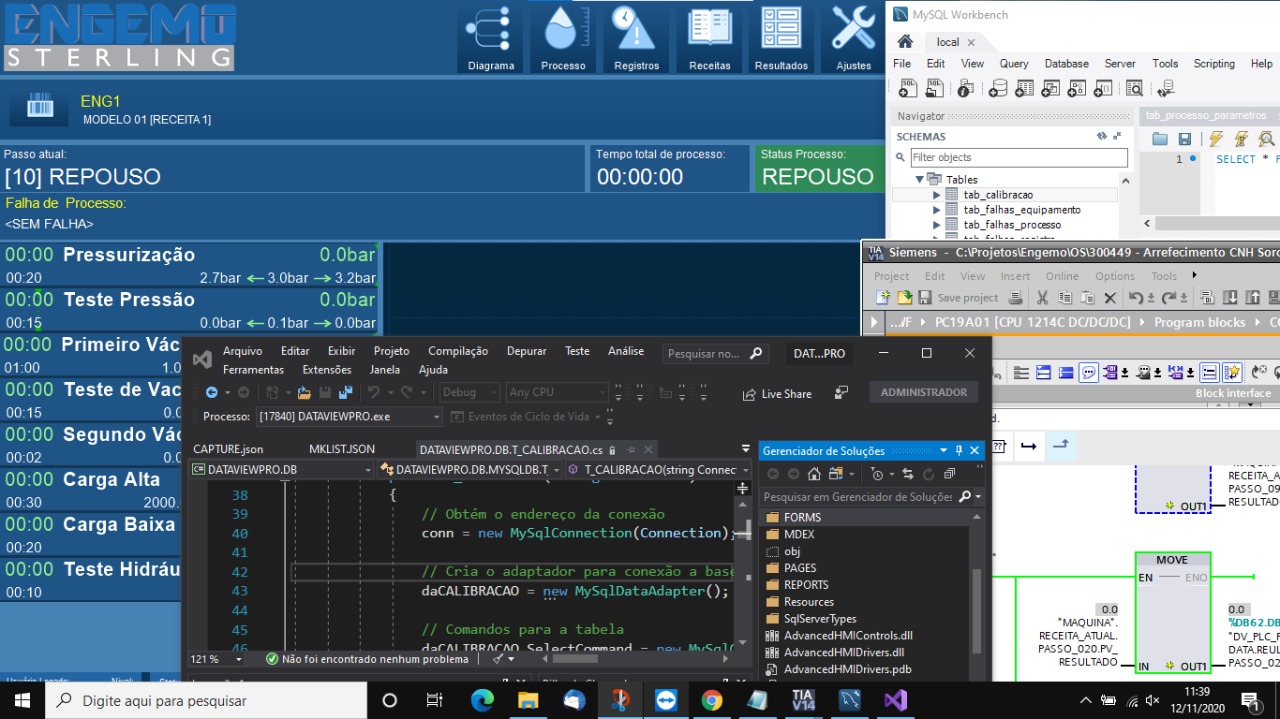 ENGEMO
STERLING
Diagrama
Processo
Registros
Receitas
Resultados
Ajustes
ENG1
MODELO 01 [RECEITA 1]
Passo atual:
[10] REPOUSO
Tempo total de processo:
00:00:00
Status Processo:
REPOUSO
Falha de Processo:
<SEM FALHA>
00:00 Pressurização 0.0bar
00:20 2.7bar ← 3.0bar → 3.2bar
00:00 Teste Pressão 0.0bar
00:15 0.0bar ← 0.1bar → 0.0bar
00:00 Primeiro Vác
01:00 1.0
00:00 Teste de Vac
00:15 0.0
00:00 Segundo Vác
00:02 0.0
00:00 Carga Alta
00:30 2000.
00:00 Carga Baixa
00:20
00:00 Teste Hidráu
00:10
MySQL Workbench
local
File Edit View Query Database Server Tools Scripting Help
Navigator
SCHEMAS
Filter objects
Tables
tab_calibracao
tab_falhas_equipamento
tab_falhas_processo
tab_falhas_registro
tab_processo_parametros
1 SELECT * F
TIA V14 Siemens - C:\Projetos\Engemo\OS\300449 - Arrefecimento CNH Soro
Project Edit View Insert Online Options Tools
Save project
.../F PC19A01 [CPU 1214C DC/DC/DC] Program blocks
Block interface
d.
RECEITA_A
PASSO_09
OUT1 RESULTADO
MOVE
EN ENO
0.0
"MAQUINA".
RECEITA_ATUAL.
PASSO_020.PV_
RESULTADO
IN OUT1
0.0
%DB62.DB
"DV_PLC_F
DATA.REUL
PASSO_02
Arquivo Editar Exibir Projeto Compilação Depurar Teste Análise
Ferramentas Extensões Janela Ajuda
Pesquisar no...
DAT...PRO
Debug Any CPU
Live Share
ADMINISTRADOR
Processo: [17840] DATAVIEWPRO.exe Eventos de Ciclo de Vida
CAPTURE.json MKLIST.JSON DATAVIEWPRO.DB.T_CALIBRACAO.cs
DATAVIEWPRO.DB DATAVIEWPRO.DB.MYSQLDB.T_ T_CALIBRACAO(string Connec
38 {
39 // Obtém o endereço da conexão
40 conn = new MySqlConnection(Connection);
41
42 // Cria o adaptador para conexão a base
43 daCALIBRACAO = new MySqlDataAdapter();
44
45 // Comandos para a tabela
46 daCALIBRACAO.SelectCommand = new MySqlC
121 % Não foi encontrado nenhum problema
Gerenciador de Soluções
Pesquisar em Gerenciador de Soluções
FORMS
MDEX
obj
PAGES
REPORTS
Resources
SqlServerTypes
AdvancedHMIControls.dll
AdvancedHMIDrivers.dll
AdvancedHMIDrivers.pdb
Digite aqui para pesquisar
TIA V14
11:39
12/11/2020
1